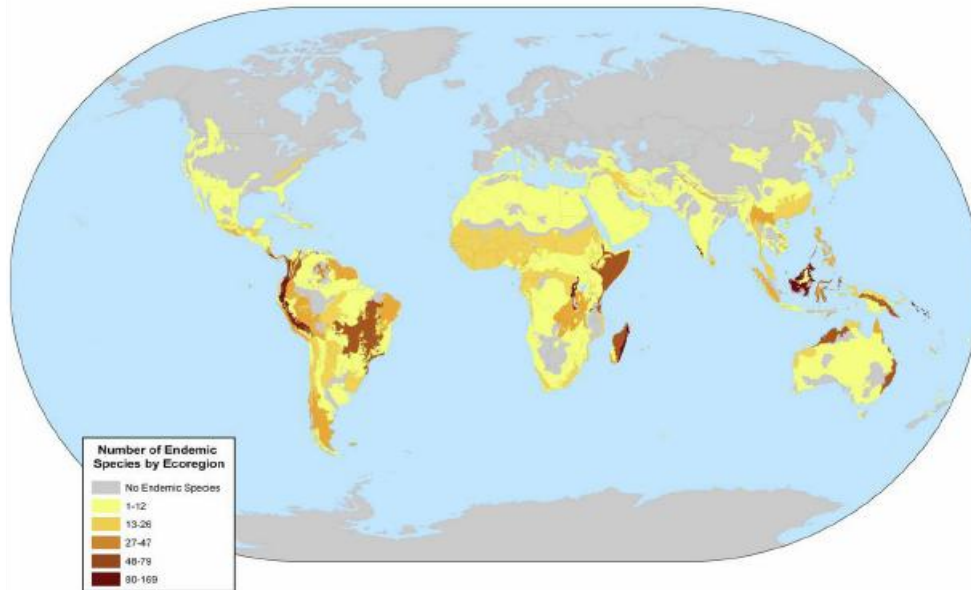 Number of Endemic
Species by Ecoregion
No Endemic Species
1-12
13-26
27-47
48-79
80-169